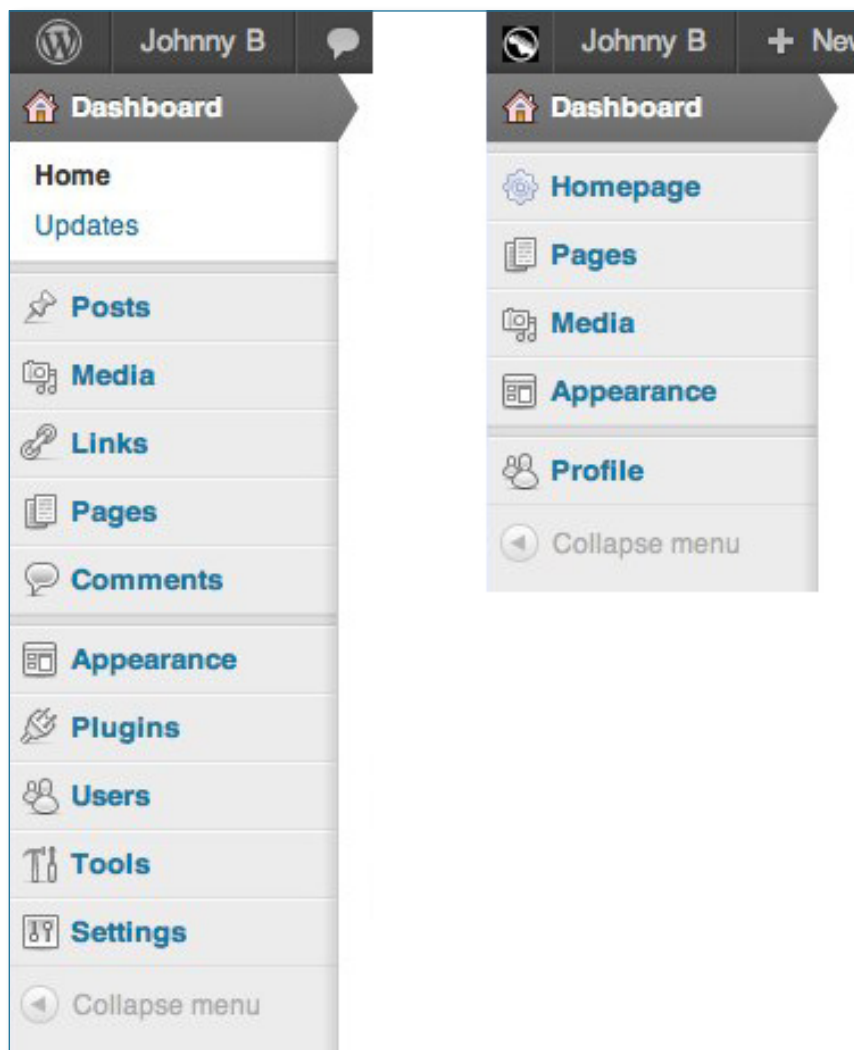 Johnny B
Dashboard
Home
Updates
Posts
Media
Links
Pages
Comments
Appearance
Plugins
Users
Tools
Settings
Collapse menu
Johnny B
Dashboard
Homepage
Pages
Media
Appearance
Profile
Collapse menu